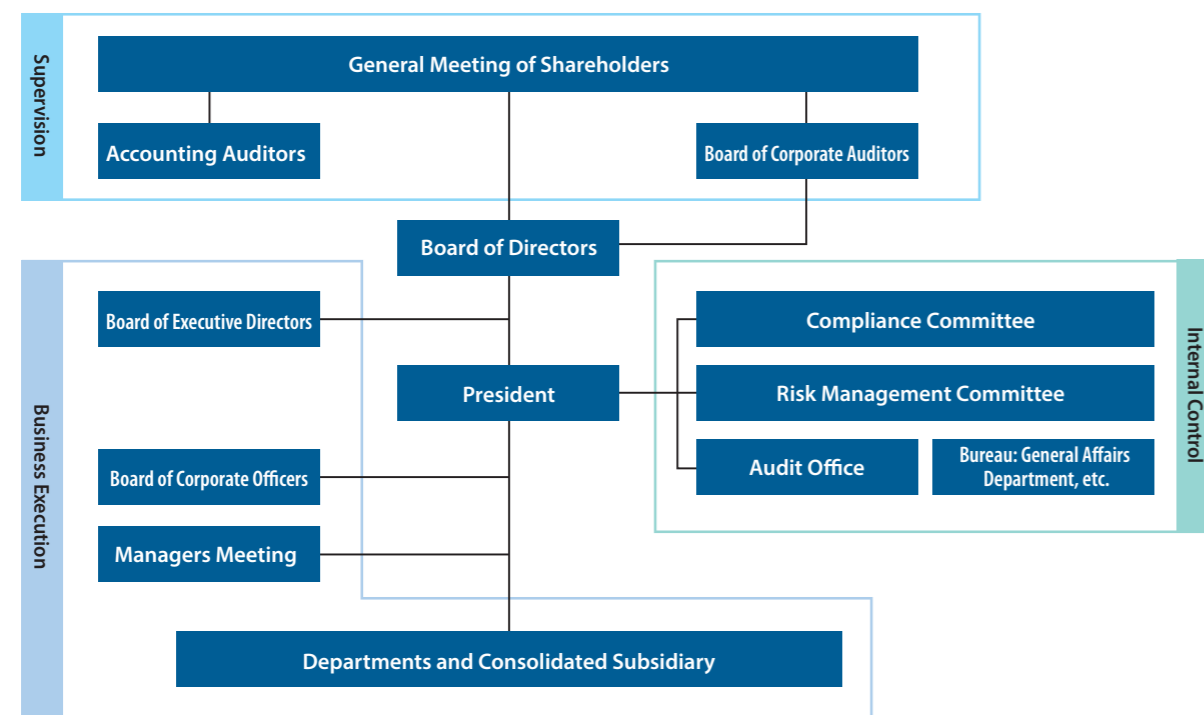 Supervision
General Meeting of Shareholders
Accounting Auditors
Board of Corporate Auditors
Board of Directors
Business Execution
Board of Executive Directors
President
Board of Corporate Officers
Managers Meeting
Departments and Consolidated Subsidiary
Internal Control
Compliance Committee
Risk Management Committee
Audit Office
Bureau: General Affairs
Department, etc.